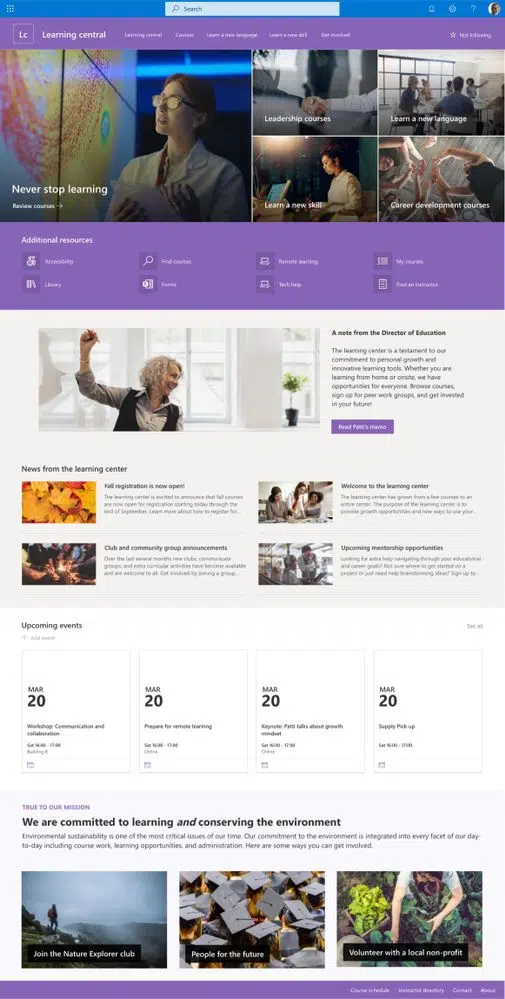 Search
Lc Learning central
Learning central Courses Learn a new language Learn a new skill Get involved
Not following
Never stop learning
Review courses →
Leadership courses
Learn a new language
Learn a new skill
Career development courses
Additional resources
Accessibility
Find courses
Remote learning
My courses
Library
Forms
Tech help
Find an instructor
A note from the Director of Education
The learning center is a testament to our
commitment to personal growth and
innovative learning tools. Whether you are
learning from home or onsite, we have
opportunities for everyone. Browse courses,
sign up for peer work groups, and get invested
in your future!
Read Patti's memo
News from the learning center
Fall registration is now open!
The learning center is excited to announce that fall courses
are now open for registration starting today through the
end of September. Learn more about how to register for...
Welcome to the learning center
The learning center has grown from a few courses to an
entire center. The purpose of the learning center is to
provide growth opportunities and new ways to use your...
Club and community group announcements
Over the last several months new clubs, communicate
groups, and extra curricular activities have become available
and are welcome to all. Get involved by joining a group...
Upcoming mentorship opportunities
Looking for extra help navigating through your educational
and career goals? Not sure where to get started on a
project or just need help brainstorming ideas? Sign up to...
Upcoming events
See all
+ Add event
MAR
20
Workshop: Communication and
collaboration
Sat 16:00 - 17:00
Building B
MAR
20
Prepare for remote learning
Sat 16:00 - 17:00
Online
MAR
20
Keynote: Patti talks about growth
mindset
Sat 16:00 - 17:00
Online
MAR
20
Supply Pick-up
Sat 16:00 - 17:00
TRUE TO OUR MISSION
We are committed to learning and conserving the environment
Environmental sustainability is one of the most critical issues of our time. Our commitment to the environment is integrated into every facet of our day-
to-day including course work, learning opportunities, and administration. Here are some ways you can get involved.
Join the Nature Explorer club
People for the future
Volunteer with a local non-profit
Course schedule Instructor directory Contact About